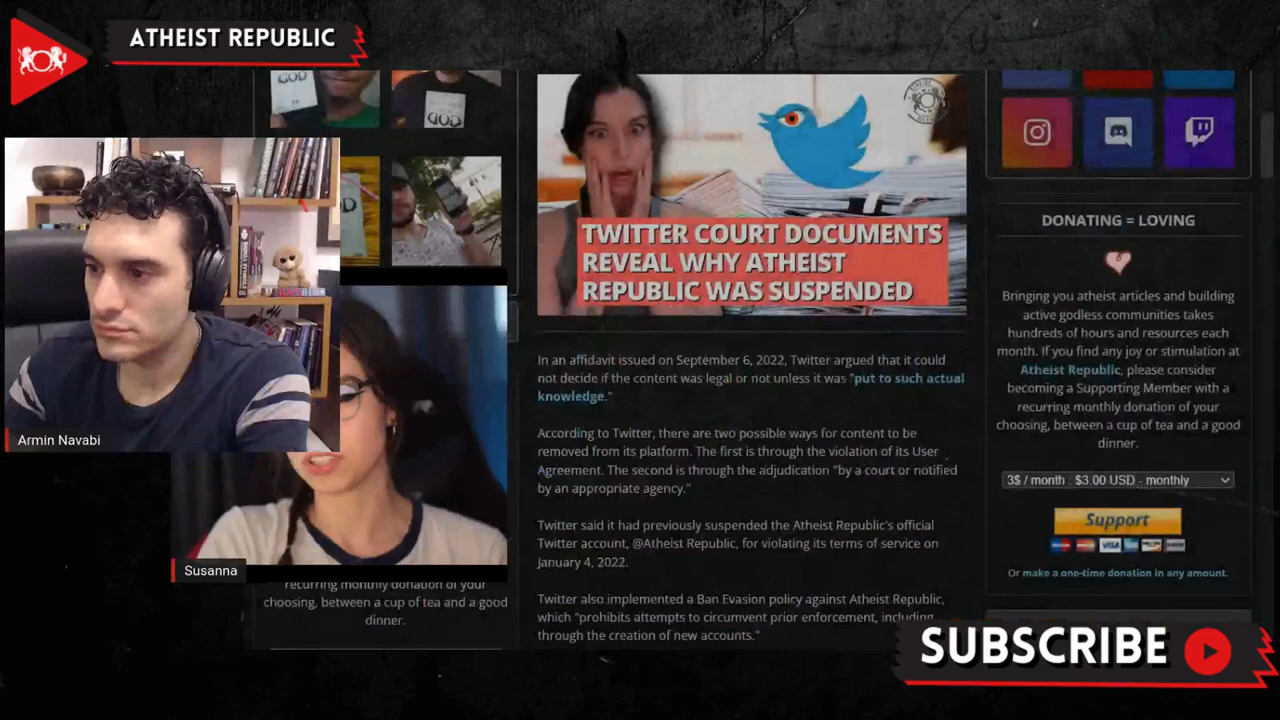 ATHEIST REPUBLIC
GOD
GOD
TWITTER COURT DOCUMENTS
REVEAL WHY ATHEIST
REPUBLIC WAS SUSPENDED
In an affidavit issued on September 6, 2022, Twitter argued that it could
not decide if the content was legal or not unless it was "put to such actual
knowledge."
According to Twitter, there are two possible ways for content to be
removed from its platform. The first is through the violation of its User
Agreement. The second is through the adjudication "by a court or notified
by an appropriate agency."
Twitter said it had previously suspended the Atheist Republic's official
Twitter account, @Atheist Republic, for violating its terms of service on
January 4, 2022.
Twitter also implemented a Ban Evasion policy against Atheist Republic,
which "prohibits attempts to circumvent prior enforcement, including
through the creation of new accounts."
DONATING = LOVING
Bringing you atheist articles and building
active godless communities takes
hundreds of hours and resources each
month. If you find any joy or stimulation at
Atheist Republic, please consider
becoming a Supporting Member with a
recurring monthly donation of your
choosing, between a cup of tea and a good
dinner.
3$ / month : $3.00 USD - monthly
Support
VISA
Or make a one-time donation in any amount.
Armin Navabi
Susanna
recurring monthly donation of your
choosing, between a cup of tea and a good
dinner.
SUBSCRIBE